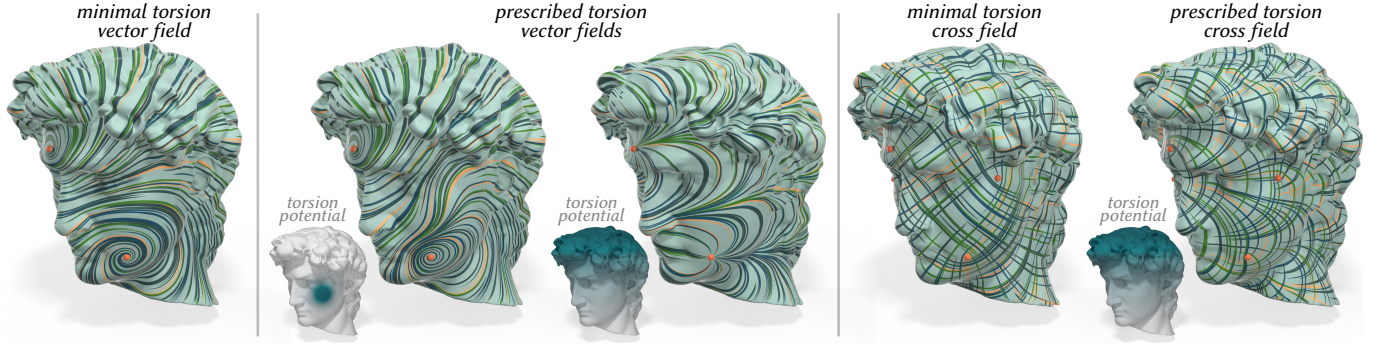 minimal torsion
vector field
prescribed torsion
vector fields
minimal torsion
cross field
prescribed torsion
cross field
torsion
potential
torsion
potential
torsion
potential